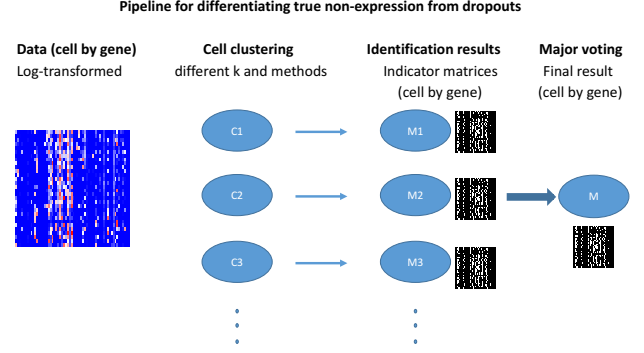 Pipeline for differentiating true non-expression from dropouts
Data (cell by gene)
Log-transformed
Cell clustering
different k and methods
Identification results
Indicator matrices
(cell by gene)
Major voting
Final result
(cell by gene)
C1
M1
C2
M2
M
C3
M3